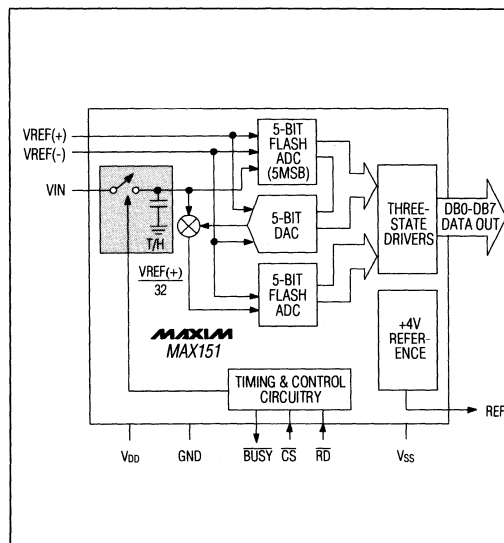 VREF(+)
VREF(-)
VIN
T/H
VREF(+)
32
5-BIT
FLASH
ADC
(5MSB)
5-BIT
DAC
5-BIT
FLASH
ADC
THREE-
STATE
DRIVERS
DB0-DB7
DATA OUT
+4V
REFER-
ENCE
REF
MAXIM
MAX151
TIMING & CONTROL
CIRCUITRY
VDD
GND
BUSY
CS
RD
VSS